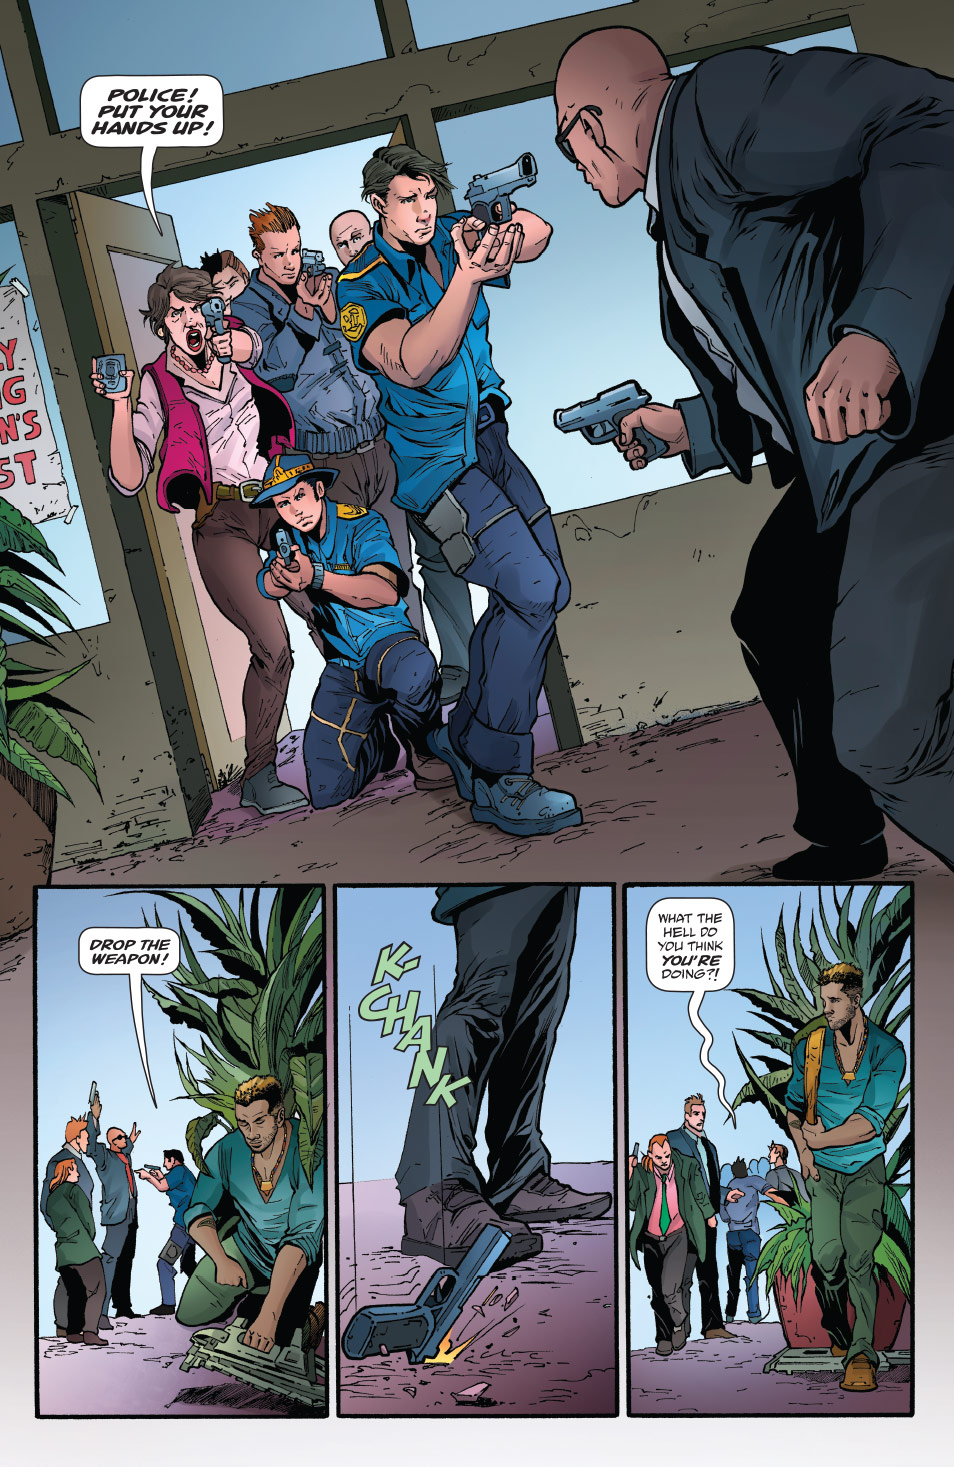 POLICE!
PUT YOUR
HANDS UP!
Y
NG
N'S
ST
DROP THE
WEAPON!
K-
CHANK
WHAT THE
HELL DO
YOU THINK
YOU'RE
DOING?!